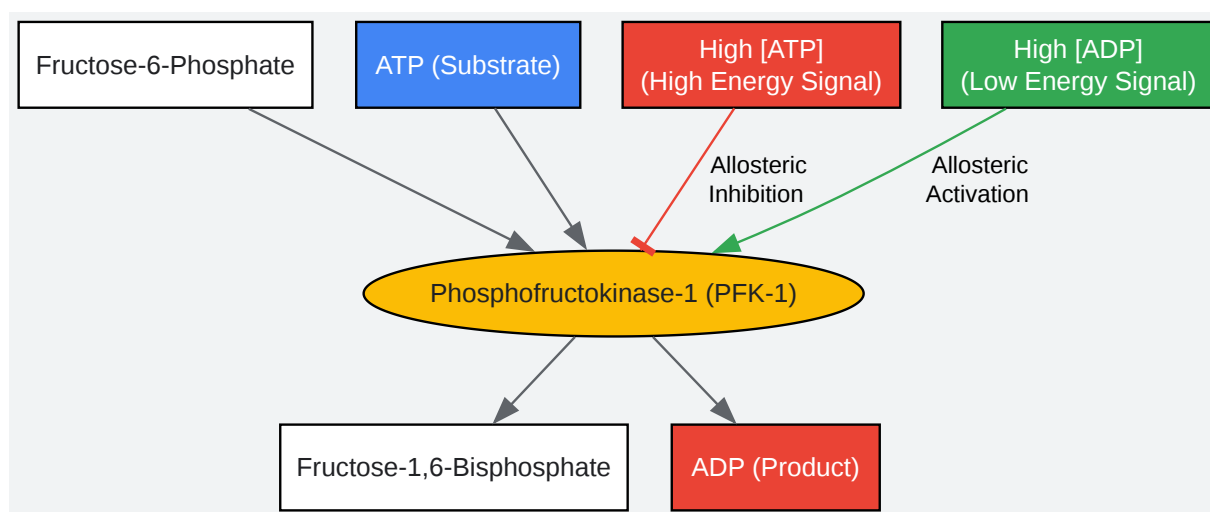 Fructose-6-Phosphate
ATP (Substrate)
High [ATP]
(High Energy Signal)
High [ADP]
(Low Energy Signal)
Allosteric
Inhibition
Allosteric
Activation
Phosphofructokinase-1 (PFK-1)
Fructose-1,6-Bisphosphate
ADP (Product)